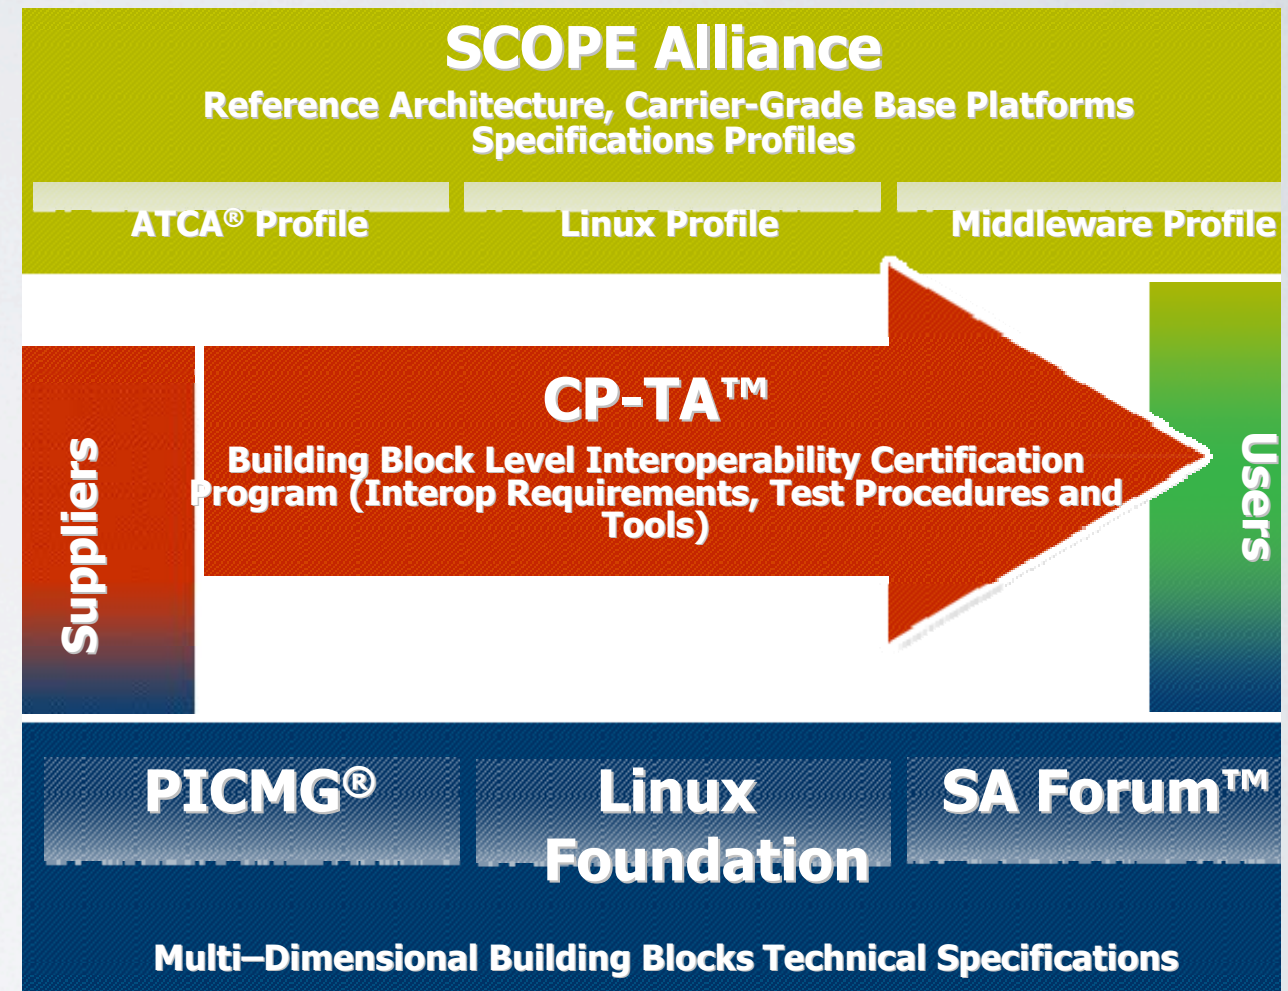 SCOPE Alliance
Reference Architecture, Carrier-Grade Base Platforms
Specifications Profiles
ATCA® Profile
Linux Profile
Middleware Profile
Suppliers
CP-TA™
Building Block Level Interoperability Certification
Program (Interop Requirements, Test Procedures and
Tools)
Users
PICMG®
Linux
Foundation
SA Forum™
Multi–Dimensional Building Blocks Technical Specifications